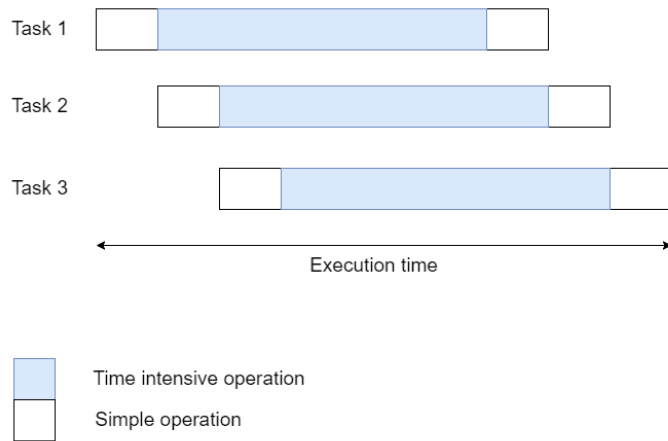 Task 1
Task 2
Task 3
Execution time
Time intensive operation
Simple operation